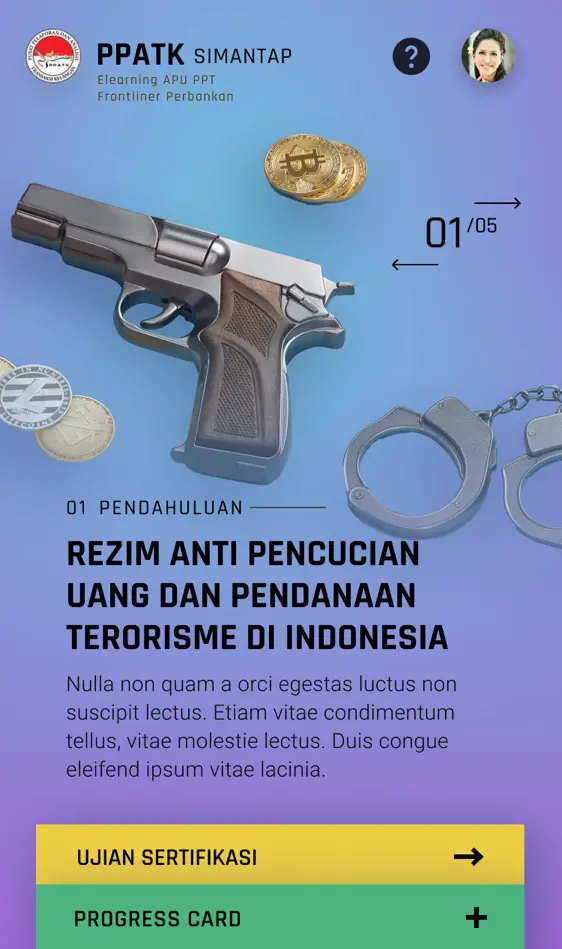 PPATK SIMANTAP
Elearning APU PPT
Frontliner Perbankan
?
01/05
01 PENDAHULUAN
REZIM ANTI PENCUCIAN
UANG DAN PENDANAAN
TERORISME DI INDONESIA
Nulla non quam a orci egestas luctus non
suscipit lectus. Etiam vitae condimentum
tellus, vitae molestie lectus. Duis congue
eleifend ipsum vitae lacinia.
UJIAN SERTIFIKASI
PROGRESS CARD